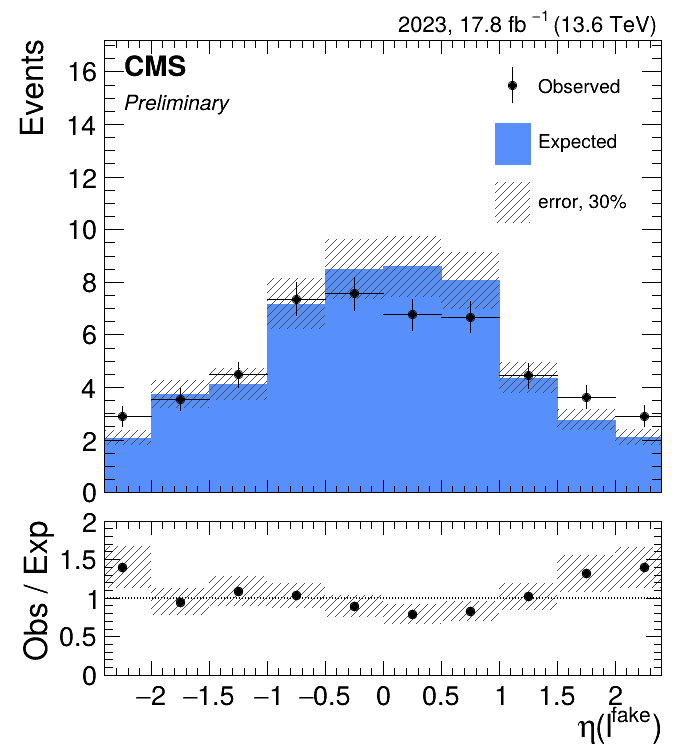 2023, 17.8 fb⁻¹ (13.6 TeV)
Events
CMS
Preliminary
Observed
Expected
error, 30%
16
14
12
10
8
6
4
2
0
Obs / Exp
2
1.5
1
0.5
0
−2 −1.5 −1 −0.5 0 0.5 1 1.5 2
η(l^fake)